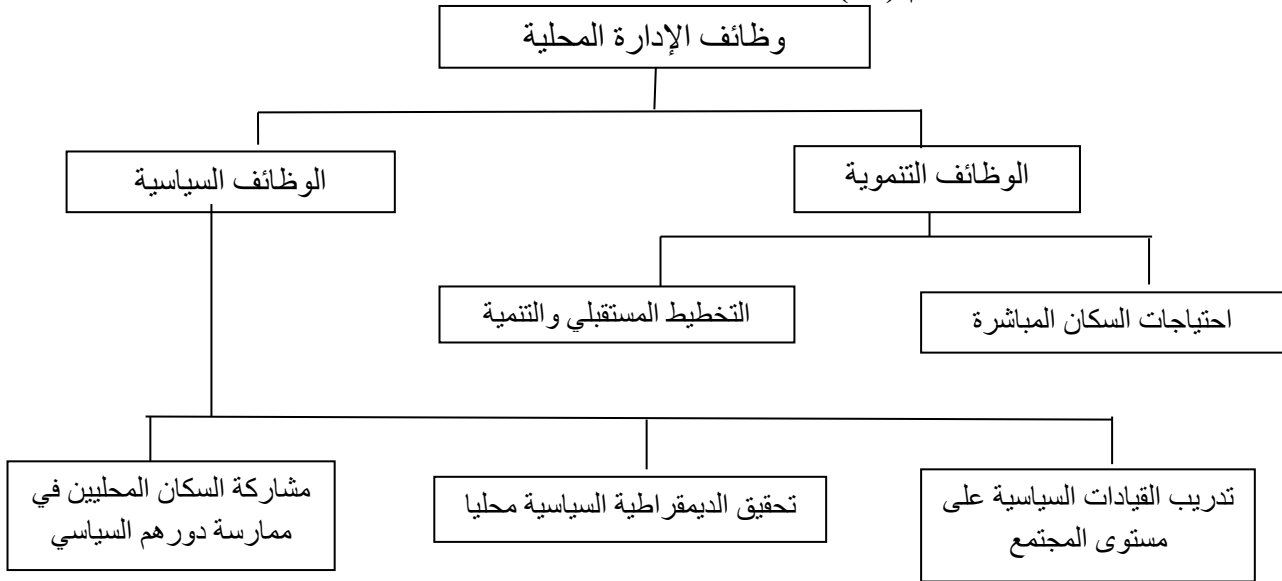 وظائف الإدارة المحلية
الوظائف التنموية
الوظائف السياسية
احتياجات السكان المباشرة
التخطيط المستقبلي والتنمية
تدريب القيادات السياسية على
مستوى المجتمع
تحقيق الديمقراطية السياسية محليا
مشاركة السكان المحليين في
ممارسة دورهم السياسي